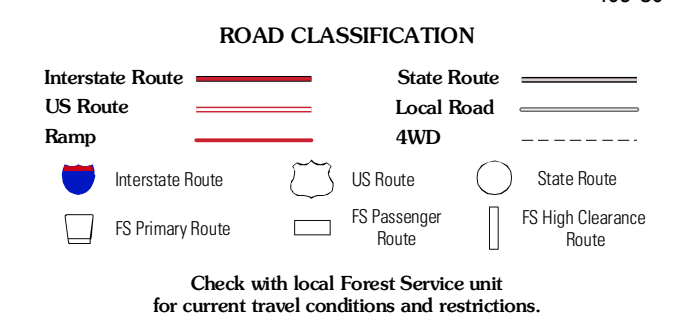 ROAD CLASSIFICATION
Interstate Route
State Route
US Route
Local Road
Ramp
4WD
Interstate Route
US Route
State Route
FS Primary Route
FS Passenger
Route
FS High Clearance
Route
Check with local Forest Service unit
for current travel conditions and restrictions.